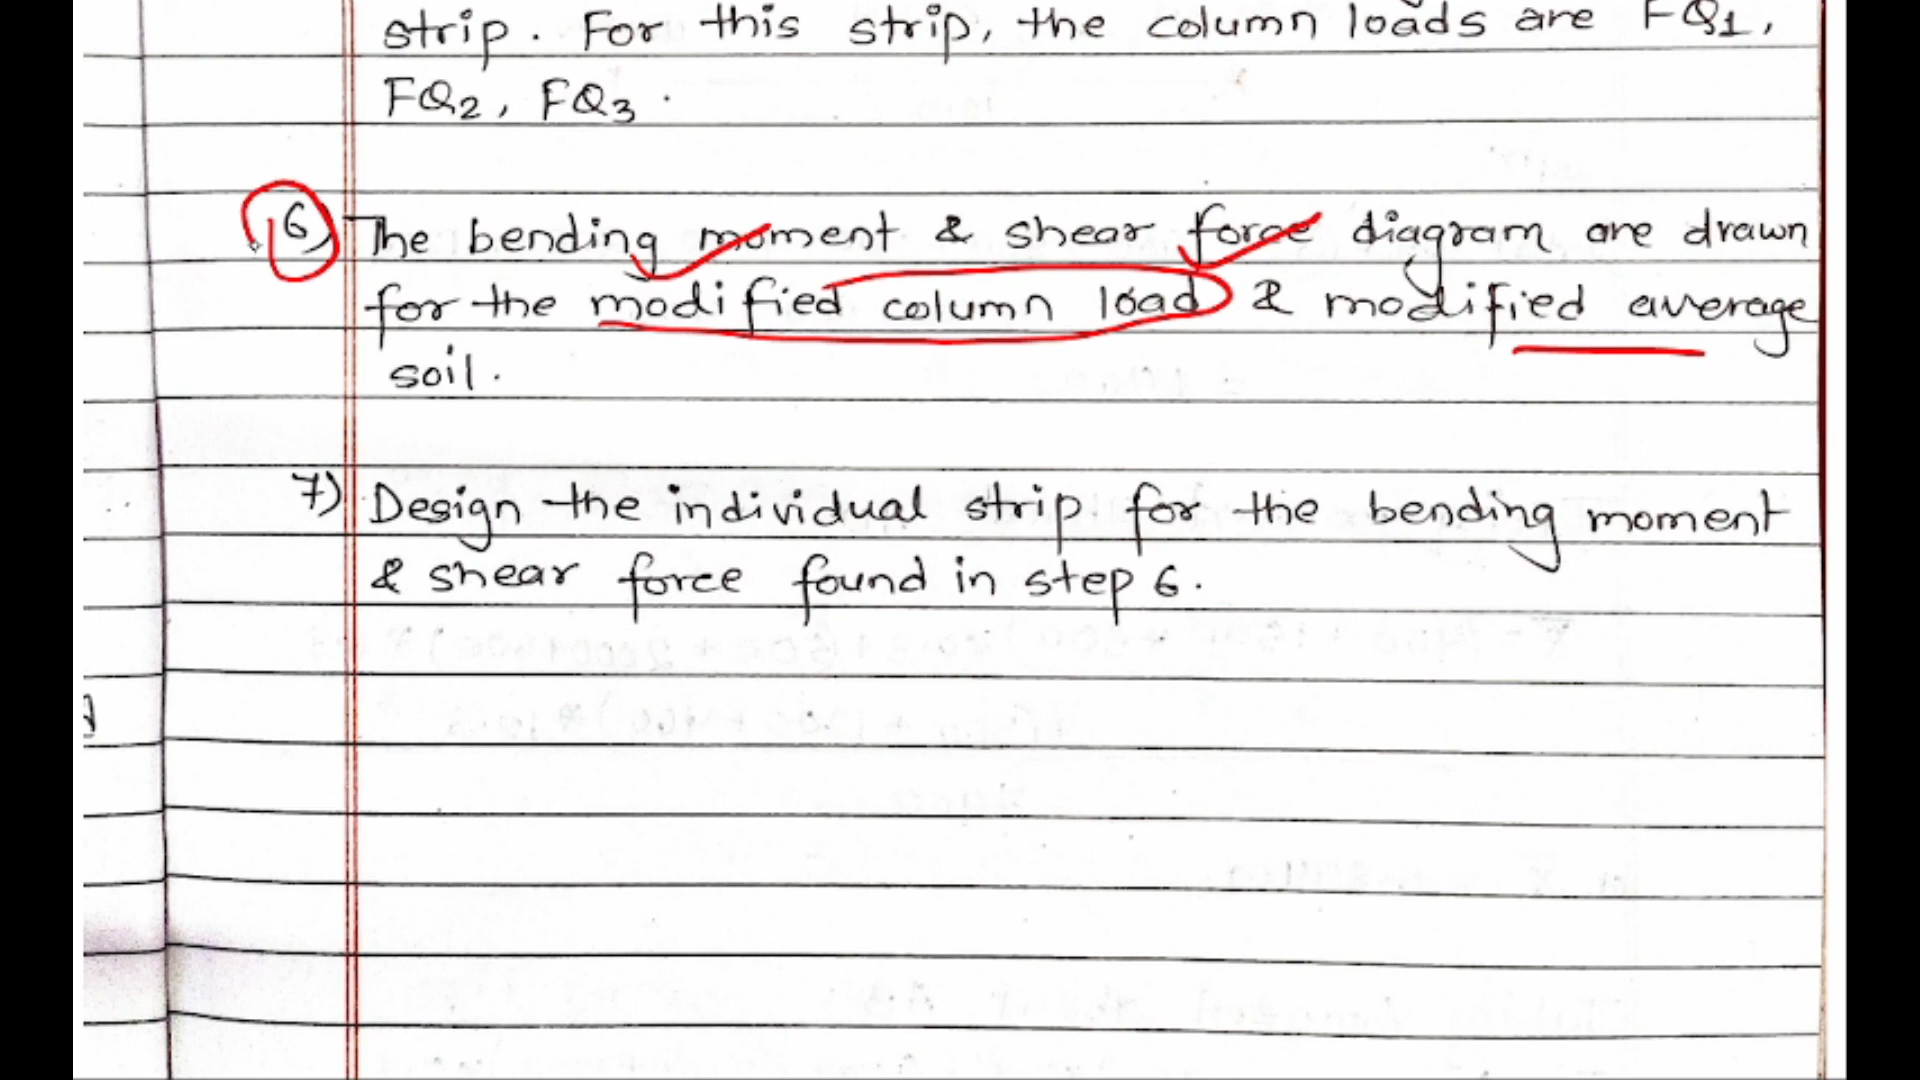 strip. For this strip, the column loads are FQ1,
FQ2, FQ3.
6) The bending moment & shear force diagram are drawn
for the modified column load & modified average
soil.
7) Design the individual strip for the bending moment
& shear force found in step 6.